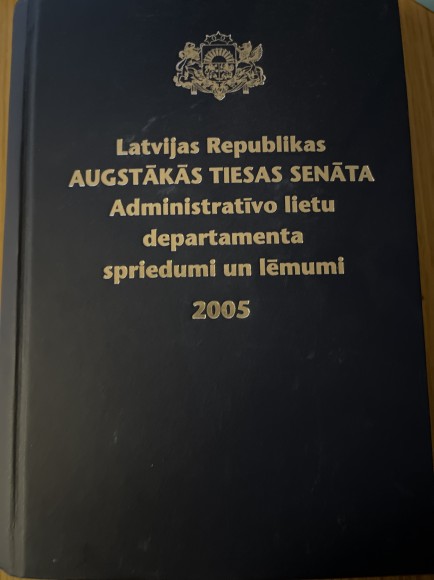 Latvijas Republikas
AUGSTĀKĀS TIESAS SENĀTA
Administratīvo lietu
departamenta
spriedumi un lēmumi
2005